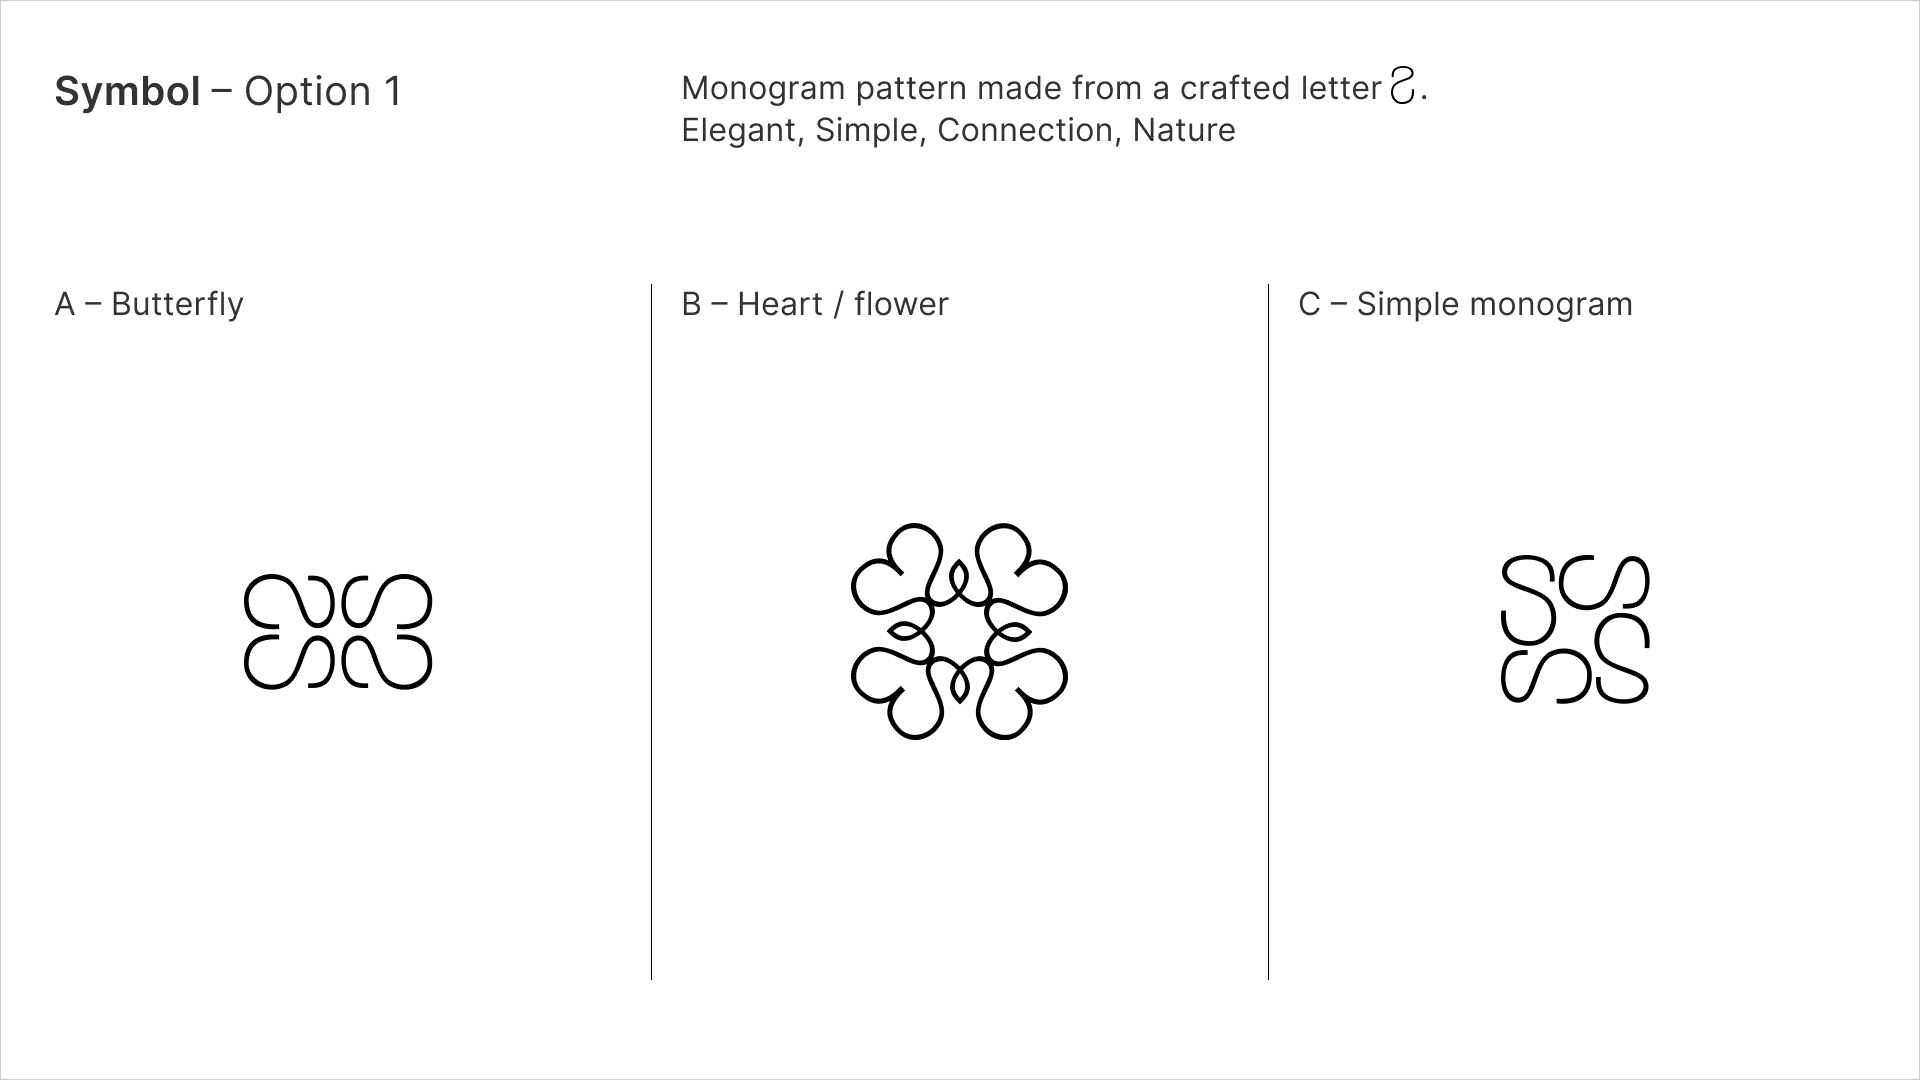 Symbol – Option 1
Monogram pattern made from a crafted letter S.
Elegant, Simple, Connection, Nature
A – Butterfly
B – Heart / flower
C – Simple monogram